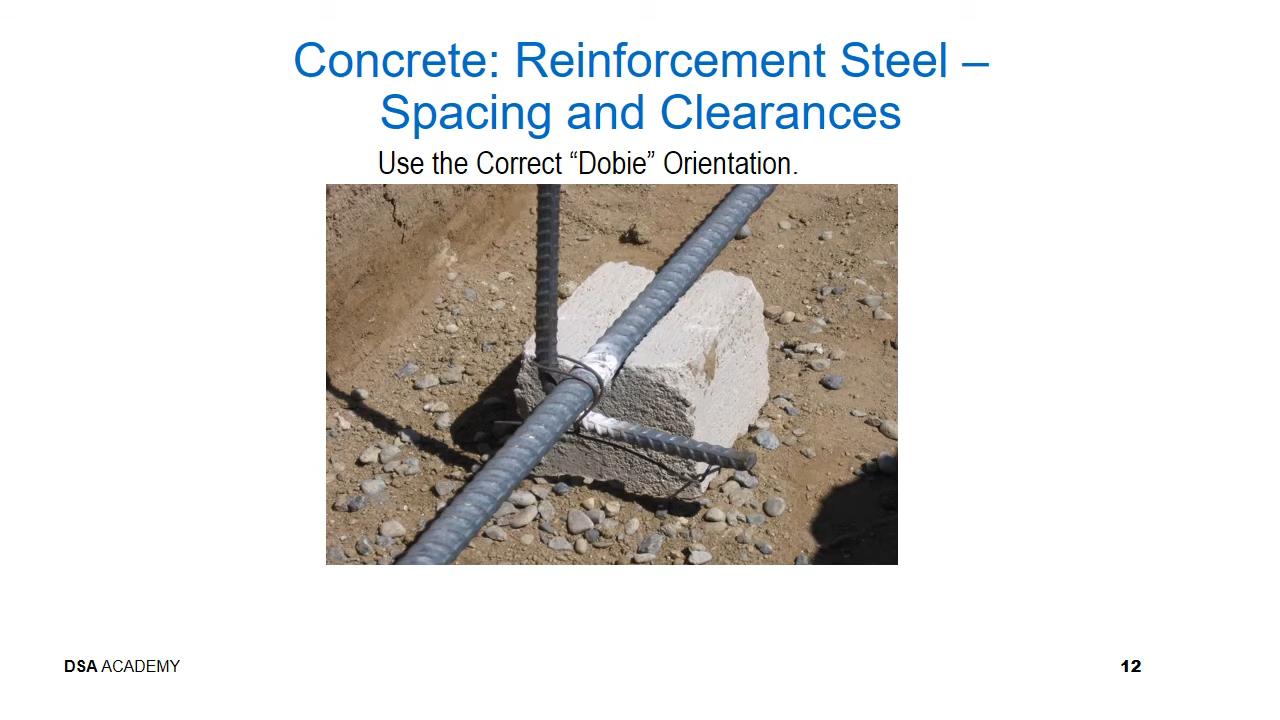 Concrete: Reinforcement Steel –
Spacing and Clearances
Use the Correct “Dobie” Orientation.
DSA ACADEMY
12